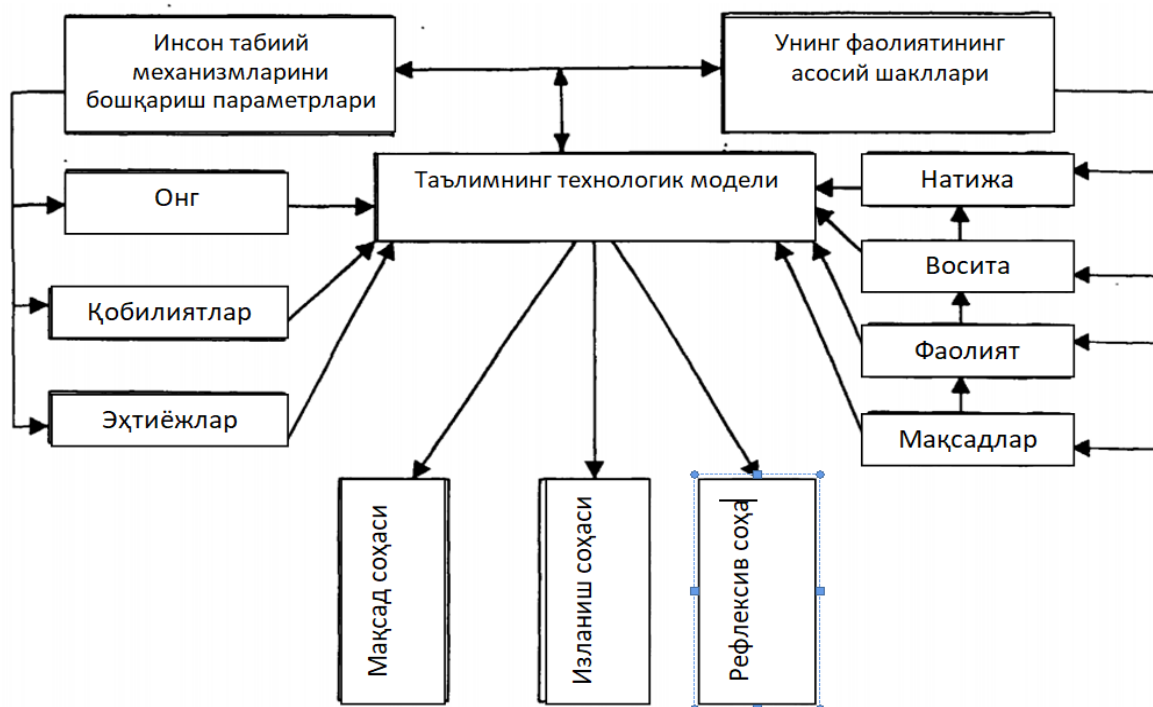 Инсон табиий
механизмларини
бошқариш параметрлари
Унинг фаолиятининг
асосий шакллари
Таълимнинг технологик модели
Онг
Қобилиятлар
Эҳтиёжлар
Натижа
Восита
Фаолият
Мақсадлар
Мақсад соҳаси
Изланиш соҳаси
Рефлексив соҳа